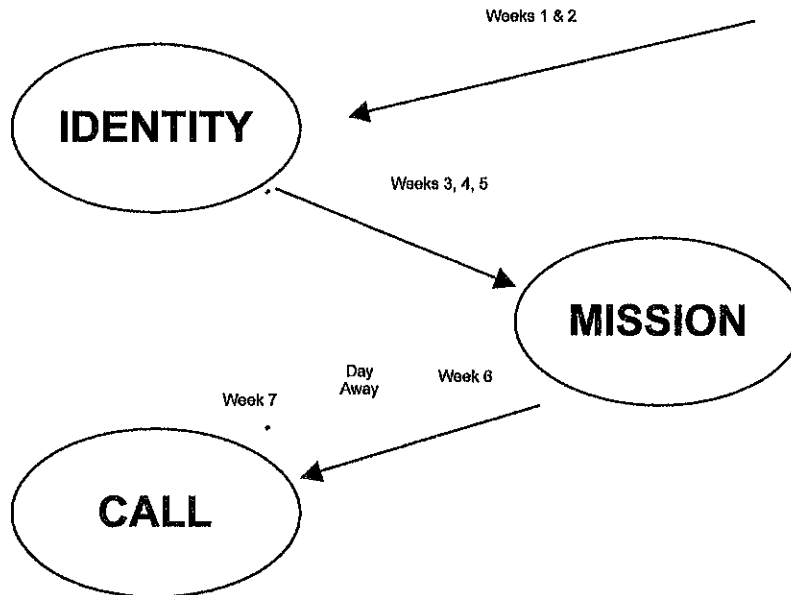 Weeks 1 & 2
IDENTITY
Weeks 3, 4, 5
MISSION
Day
Away
Week 6
Week 7
CALL